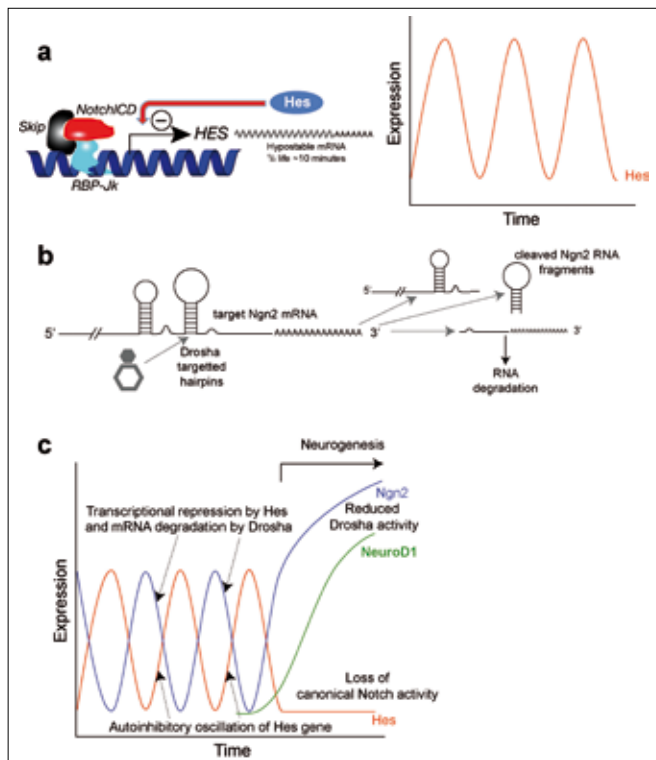 a
NotchICD
Skip
Hes
HES
Hypostable mRNA
½ life ~10 minutes
RBP-Jk
Expression
Hes
Time
b
cleaved Ngn2 RNA
fragments
5'
target Ngn2 mRNA
5'
3'
3'
Drosha
targetted
hairpins
RNA
degradation
c
Neurogenesis
Ngn2
Transcriptional repression by Hes
and mRNA degradation by Drosha
Reduced
Drosha activity
NeuroD1
Expression
Loss of
canonical Notch activity
Hes
Autoinhibitory oscillation of Hes gene
Time